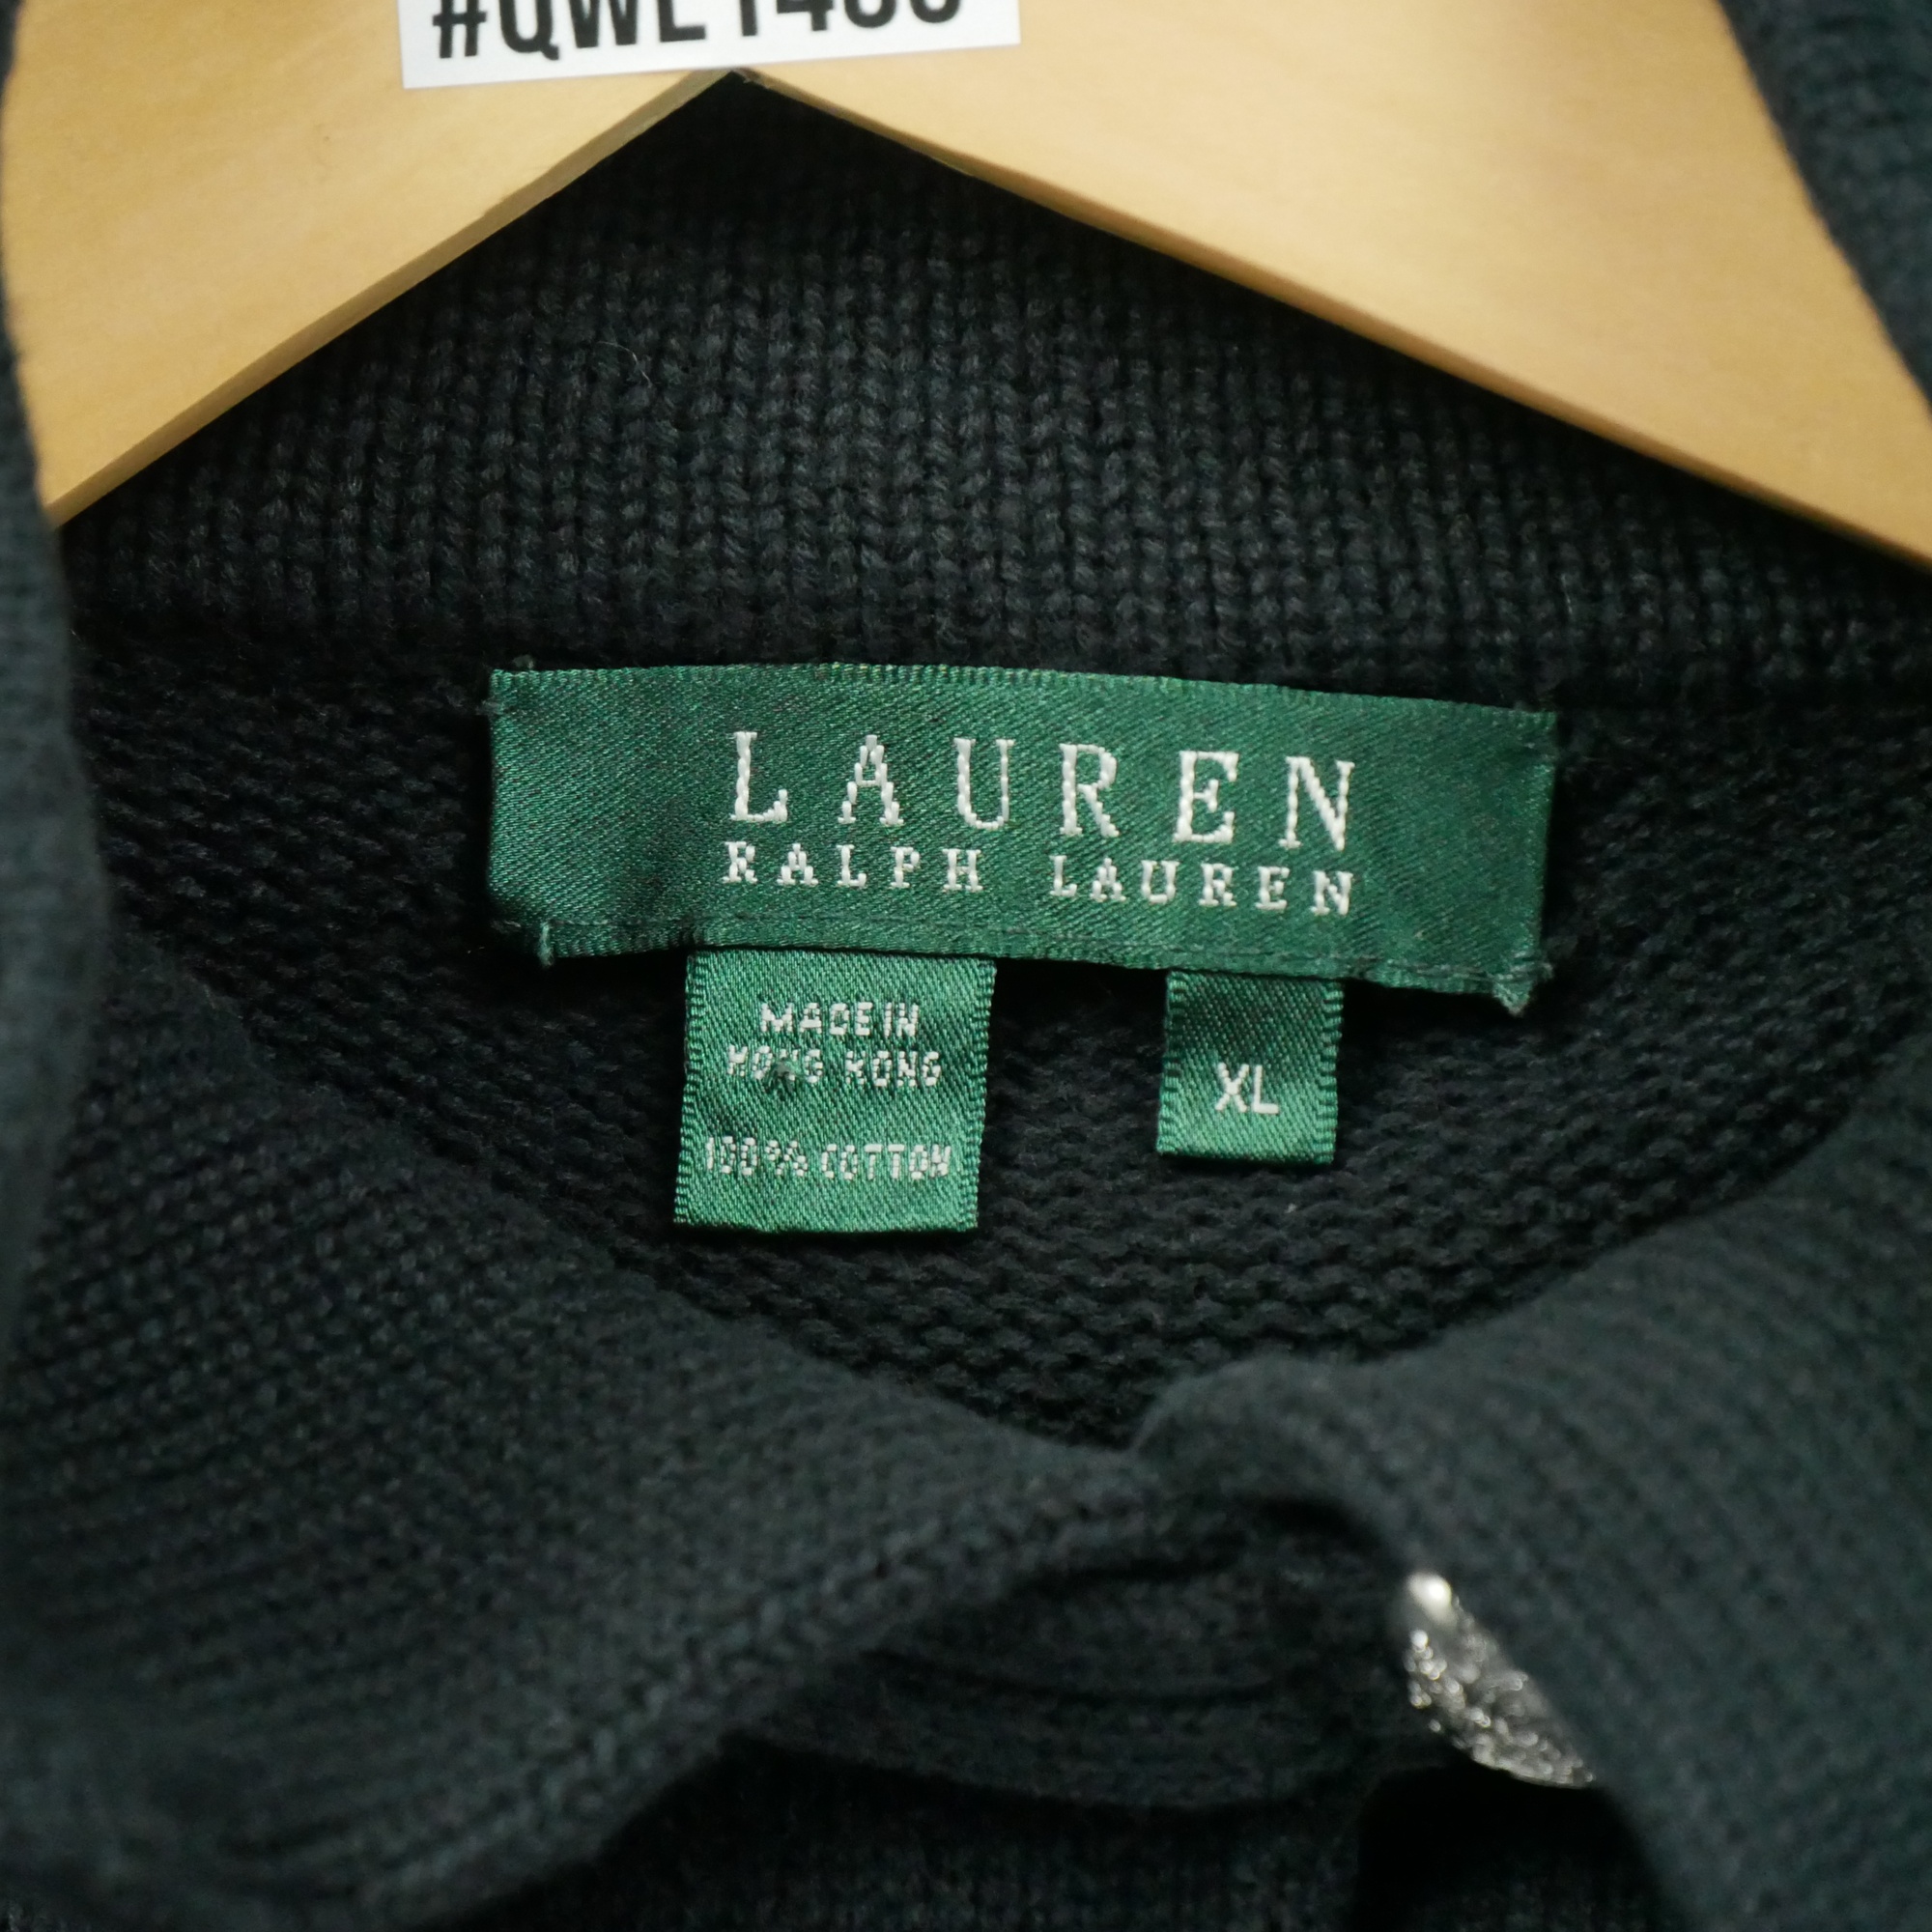 LAUREN
RALPH LAUREN
MADE IN
HONG KONG
100% COTTON
XL